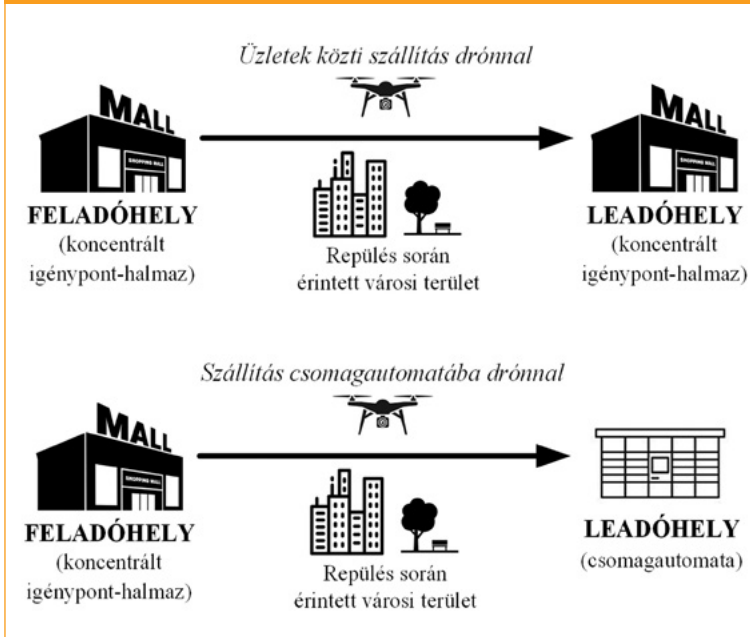 Üzletek közti szállítás drónnal
MALL
SHOPPING MALL
FELADÓHELY
(koncentrált
igénypont-halmaz)
Repülés során
érintett városi terület
MALL
SHOPPING MALL
LEADÓHELY
(koncentrált
igénypont-halmaz)
Szállítás csomagautomatába drónnal
MALL
SHOPPING MALL
FELADÓHELY
(koncentrált
igénypont-halmaz)
Repülés során
érintett városi terület
LEADÓHELY
(csomagautomata)